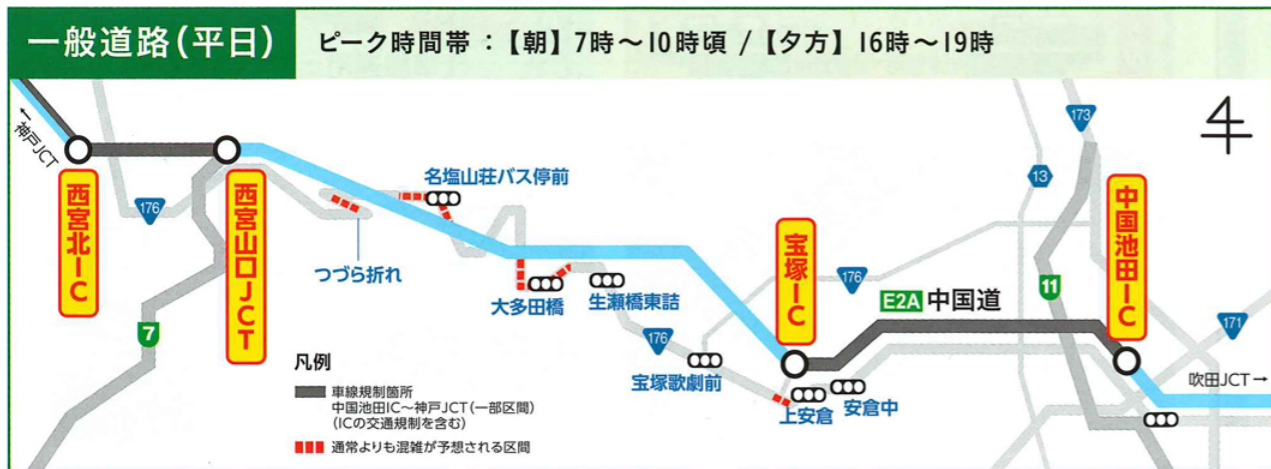 一般道路(平日)
ピーク時間帯：【朝】7時～10時頃 / 【夕方】16時～19時
←神戸JCT
西宮北IC
176
7
西宮山口JCT
つづら折れ
名塩山荘バス停前
大多田橋
生瀬橋東詰
176
宝塚歌劇前
宝塚IC
上安倉
安倉中
176
E2A 中国道
13
173
11
中国池田IC
171
吹田JCT→
凡例
車線規制箇所
中国池田IC～神戸JCT(一部区間)
(ICの交通規制を含む)
通常よりも混雑が予想される区間